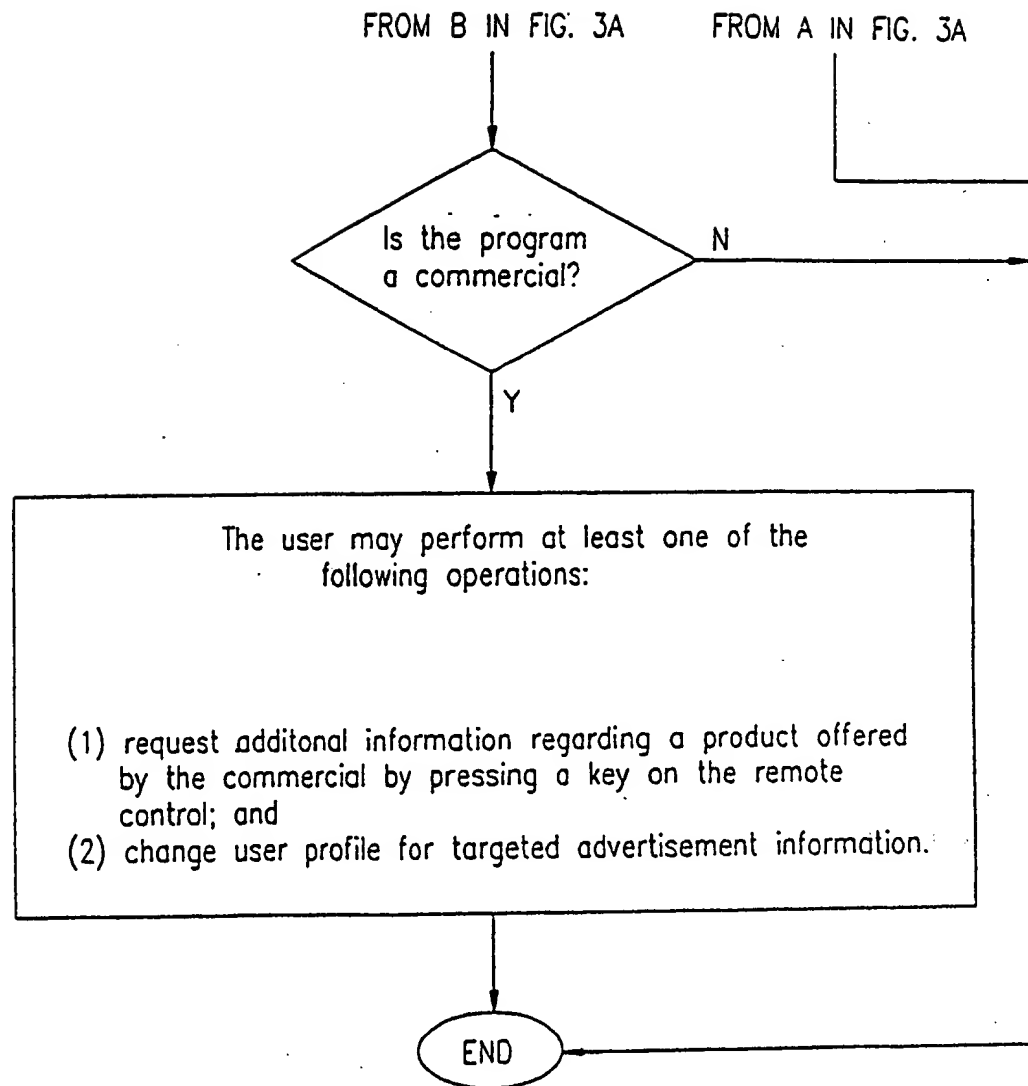 FROM B IN FIG. 3A
FROM A IN FIG. 3A
Is the program
a commercial?
N
Y
The user may perform at least one of the
following operations:
(1) request additonal information regarding a product offered
by the commercial by pressing a key on the remote
control; and
(2) change user profile for targeted advertisement information.
END